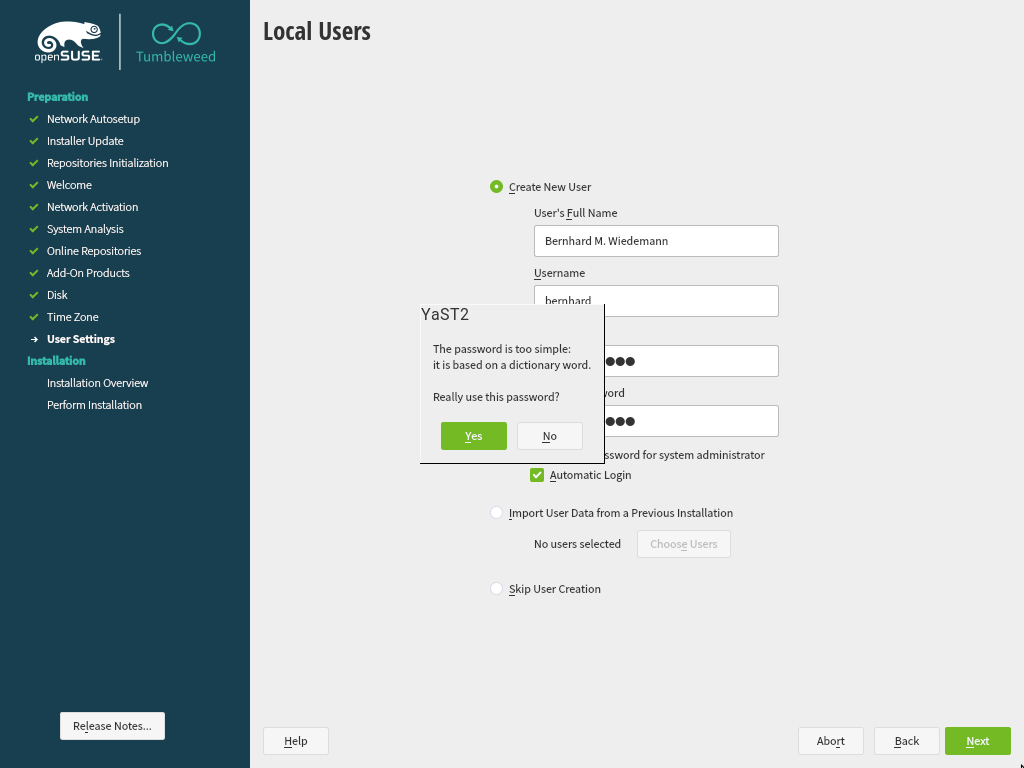 openSUSE
Tumbleweed
Local Users
Preparation
Network Autosetup
Installer Update
Repositories Initialization
Welcome
Network Activation
System Analysis
Online Repositories
Add-On Products
Disk
Time Zone
User Settings
Installation
Installation Overview
Perform Installation
Release Notes...
Create New User
User's Full Name
Bernhard M. Wiedemann
Username
bernhard
YaST2
The password is too simple:
it is based on a dictionary word.
Really use this password?
Yes No
for system administrator
Automatic Login
Import User Data from a Previous Installation
No users selected Choose Users
Skip User Creation
Help Abort Back Next